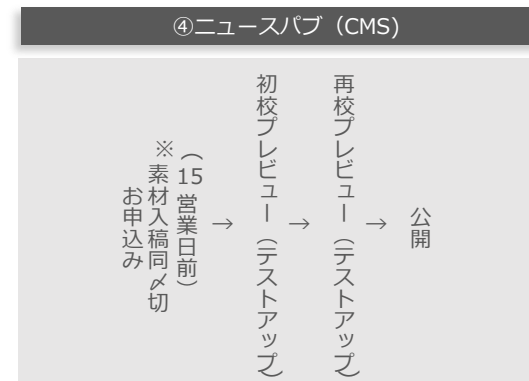 ④ニュースパブ（CMS)
お申込み
※素材入稿同〆切
（15営業日前）
→
初校プレビュー（テストアップ）
→
再校プレビュー（テストアップ）
→
公開